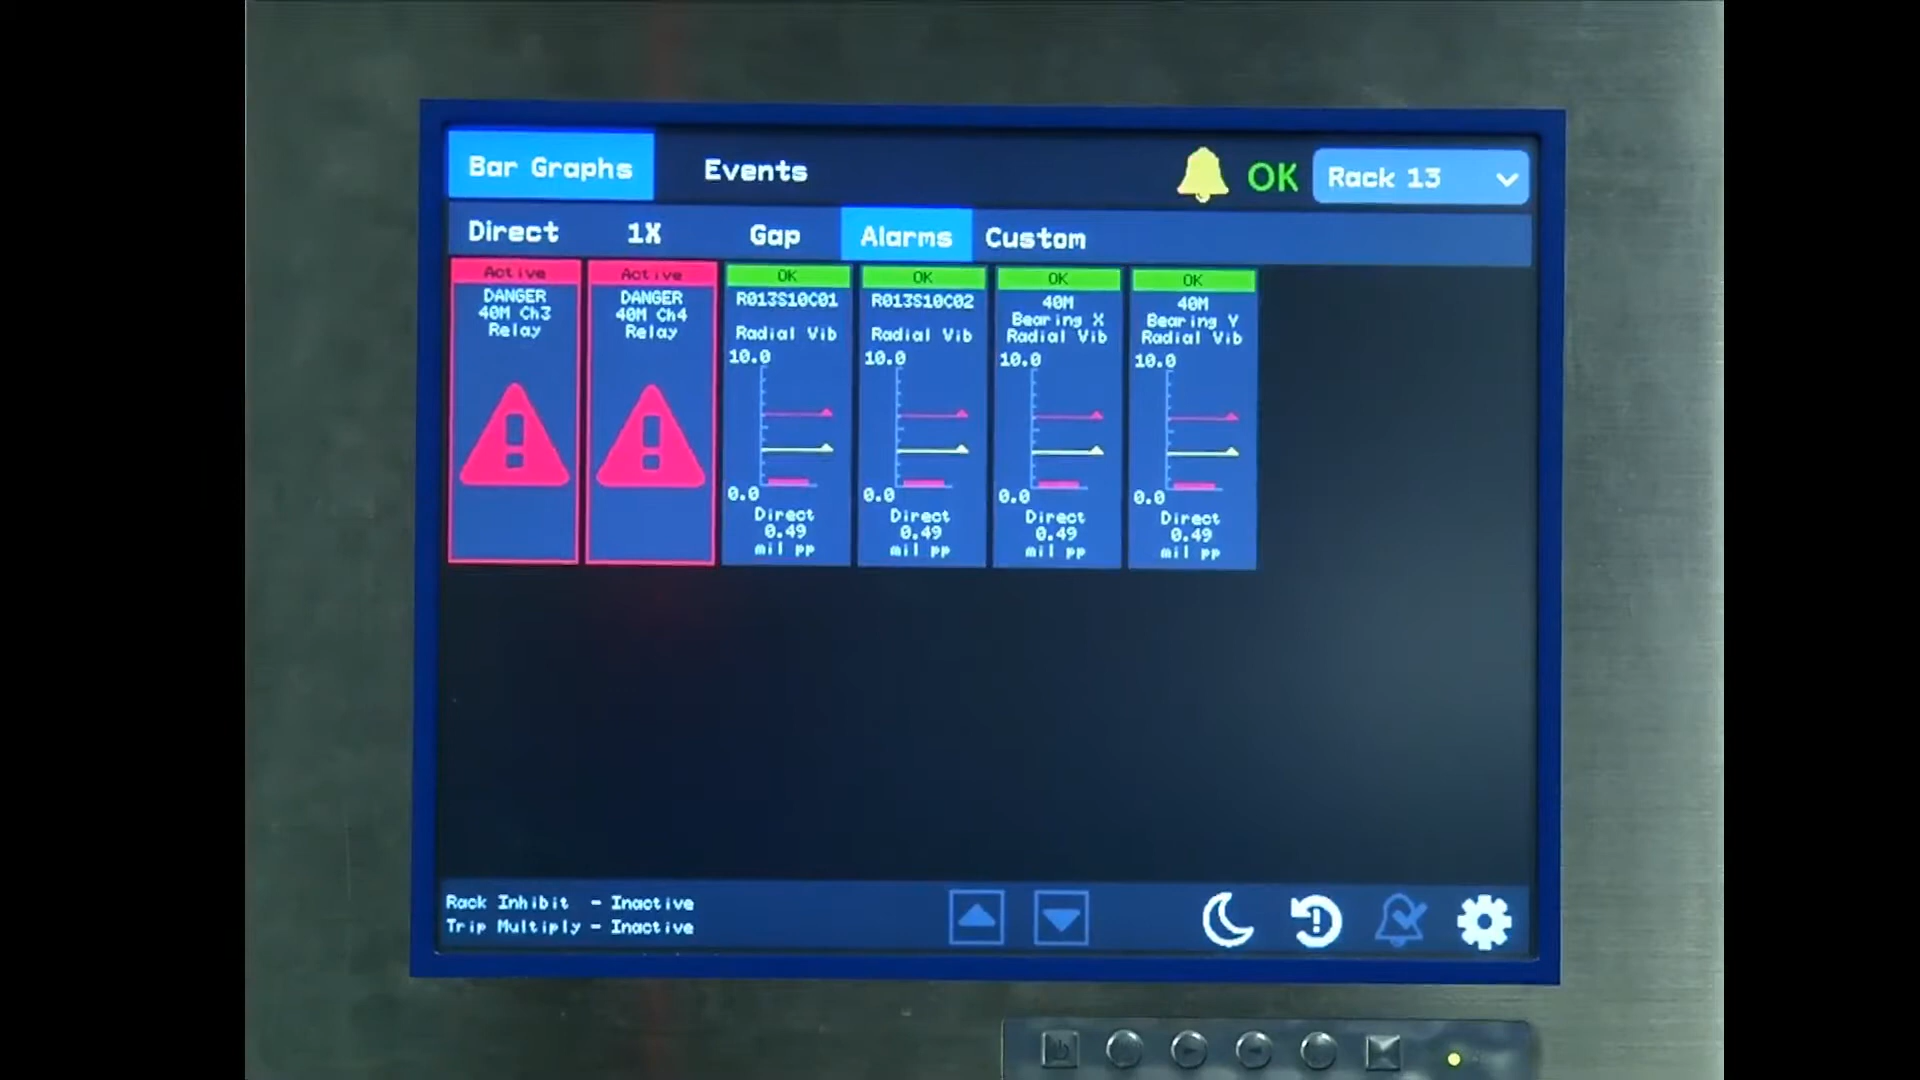 Bar Graphs
Events
OK
Rack 13
Direct
1X
Gap
Alarms
Custom
Active
DANGER
40M Ch3
Relay
Active
DANGER
40M Ch4
Relay
OK
R013S10C01
Radial Vib
10.0
0.0
Direct
0.49
mil pp
OK
R013S10C02
Radial Vib
10.0
0.0
Direct
0.49
mil pp
OK
40M
Bearing X
Radial Vib
10.0
0.0
Direct
0.49
mil pp
OK
40M
Bearing Y
Radial Vib
10.0
0.0
Direct
0.49
mil pp
Rack Inhibit - Inactive
Trip Multiply - Inactive